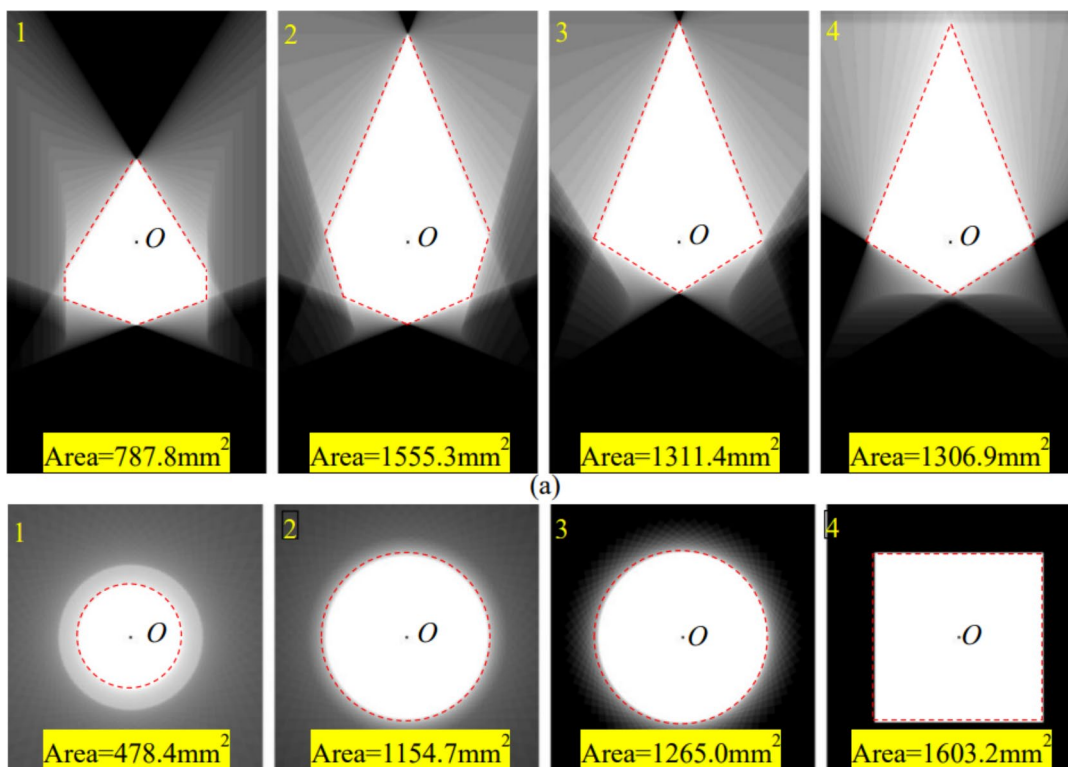 1 2 3 4
O O O O
Area=787.8mm² Area=1555.3mm² Area=1311.4mm² Area=1306.9mm²
(a)
1 2 3 4
O O O O
Area=478.4mm² Area=1154.7mm² Area=1265.0mm² Area=1603.2mm²